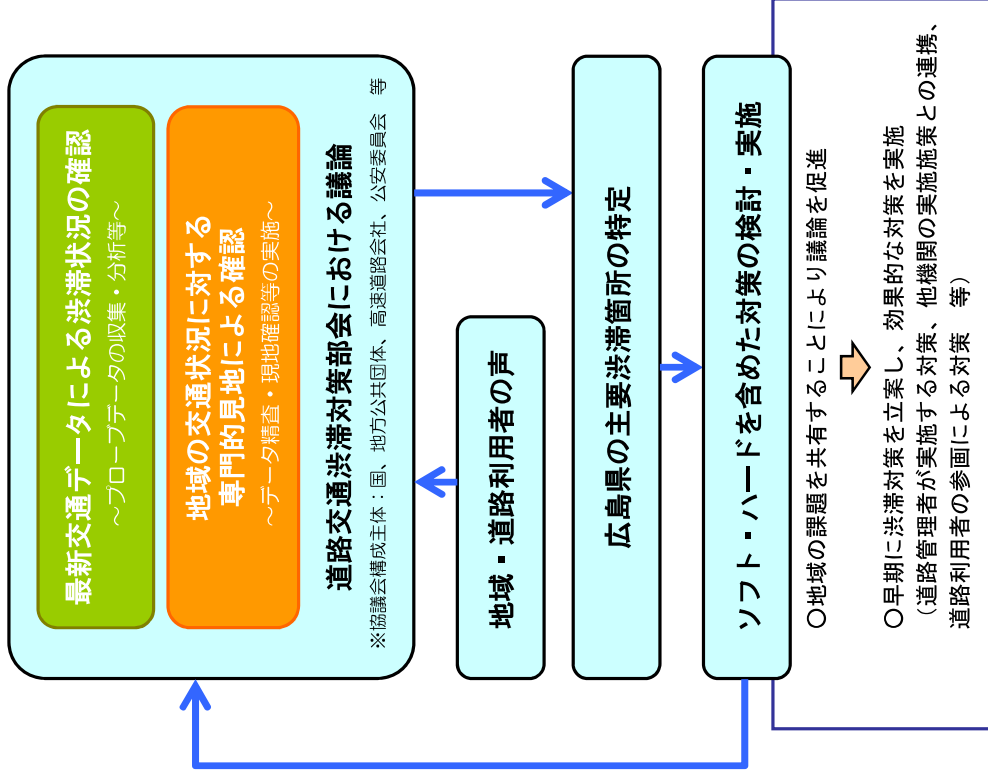 最新交通データによる渋滞状況の確認
～プローブデータの収集・分析等～
地域の交通状況に対する
専門的見地による確認
～データ精査・現地確認等の実施～
道路交通渋滞対策部会における議論
※協議会構成主体：国、地方公共団体、高速道路会社、公安委員会　等
地域・道路利用者の声
広島県の主要渋滞箇所の特定
ソフト・ハードを含めた対策の検討・実施
○地域の課題を共有することにより議論を促進
○早期に渋滞対策を立案し、効果的な対策を実施
（道路管理者が実施する対策、他機関の実施施策との連携、
道路利用者の参画による対策　等）